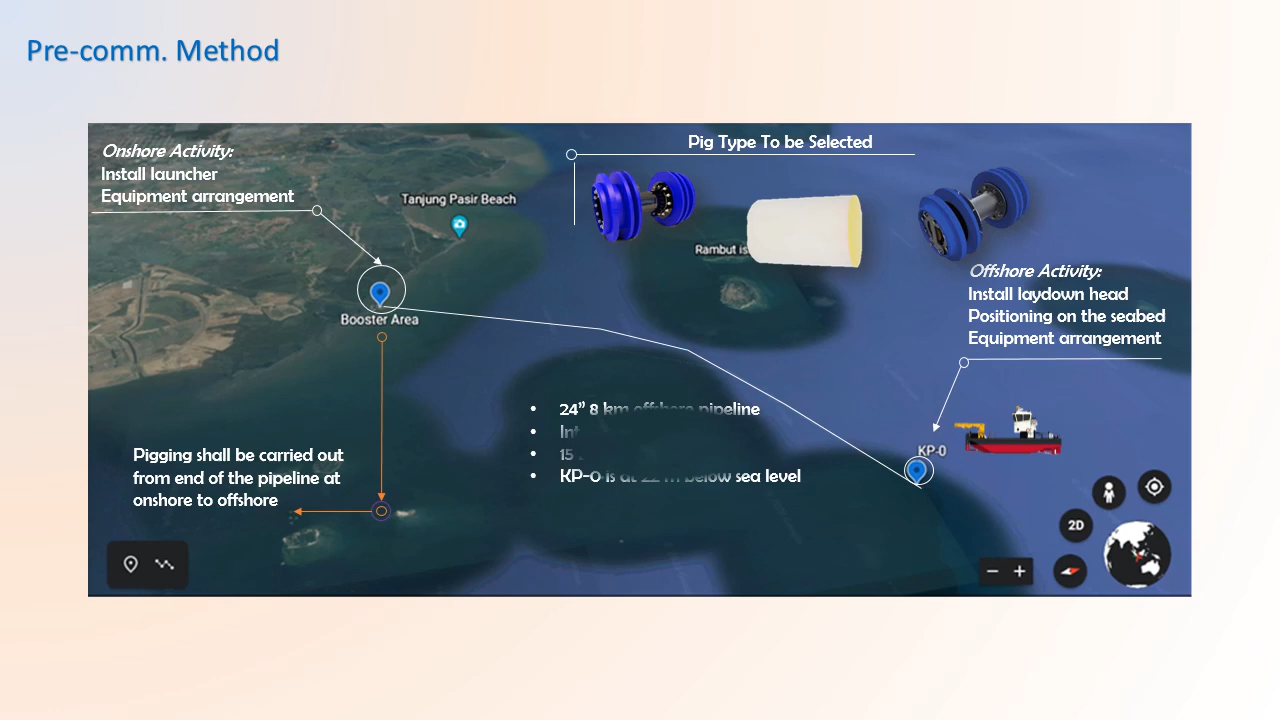 Pre-comm. Method
Onshore Activity:
Install launcher
Equipment arrangement
Pig Type To be Selected
Tanjung Pasir Beach
Rambut
Offshore Activity:
Install laydown head
Positioning on the seabed
Equipment arrangement
Booster Area
• 24” 8 km offshore pipeline
•
• 15
• KP-0 is at 22 m below sea level
KP-0
Pigging shall be carried out
from end of the pipeline at
onshore to offshore
2D